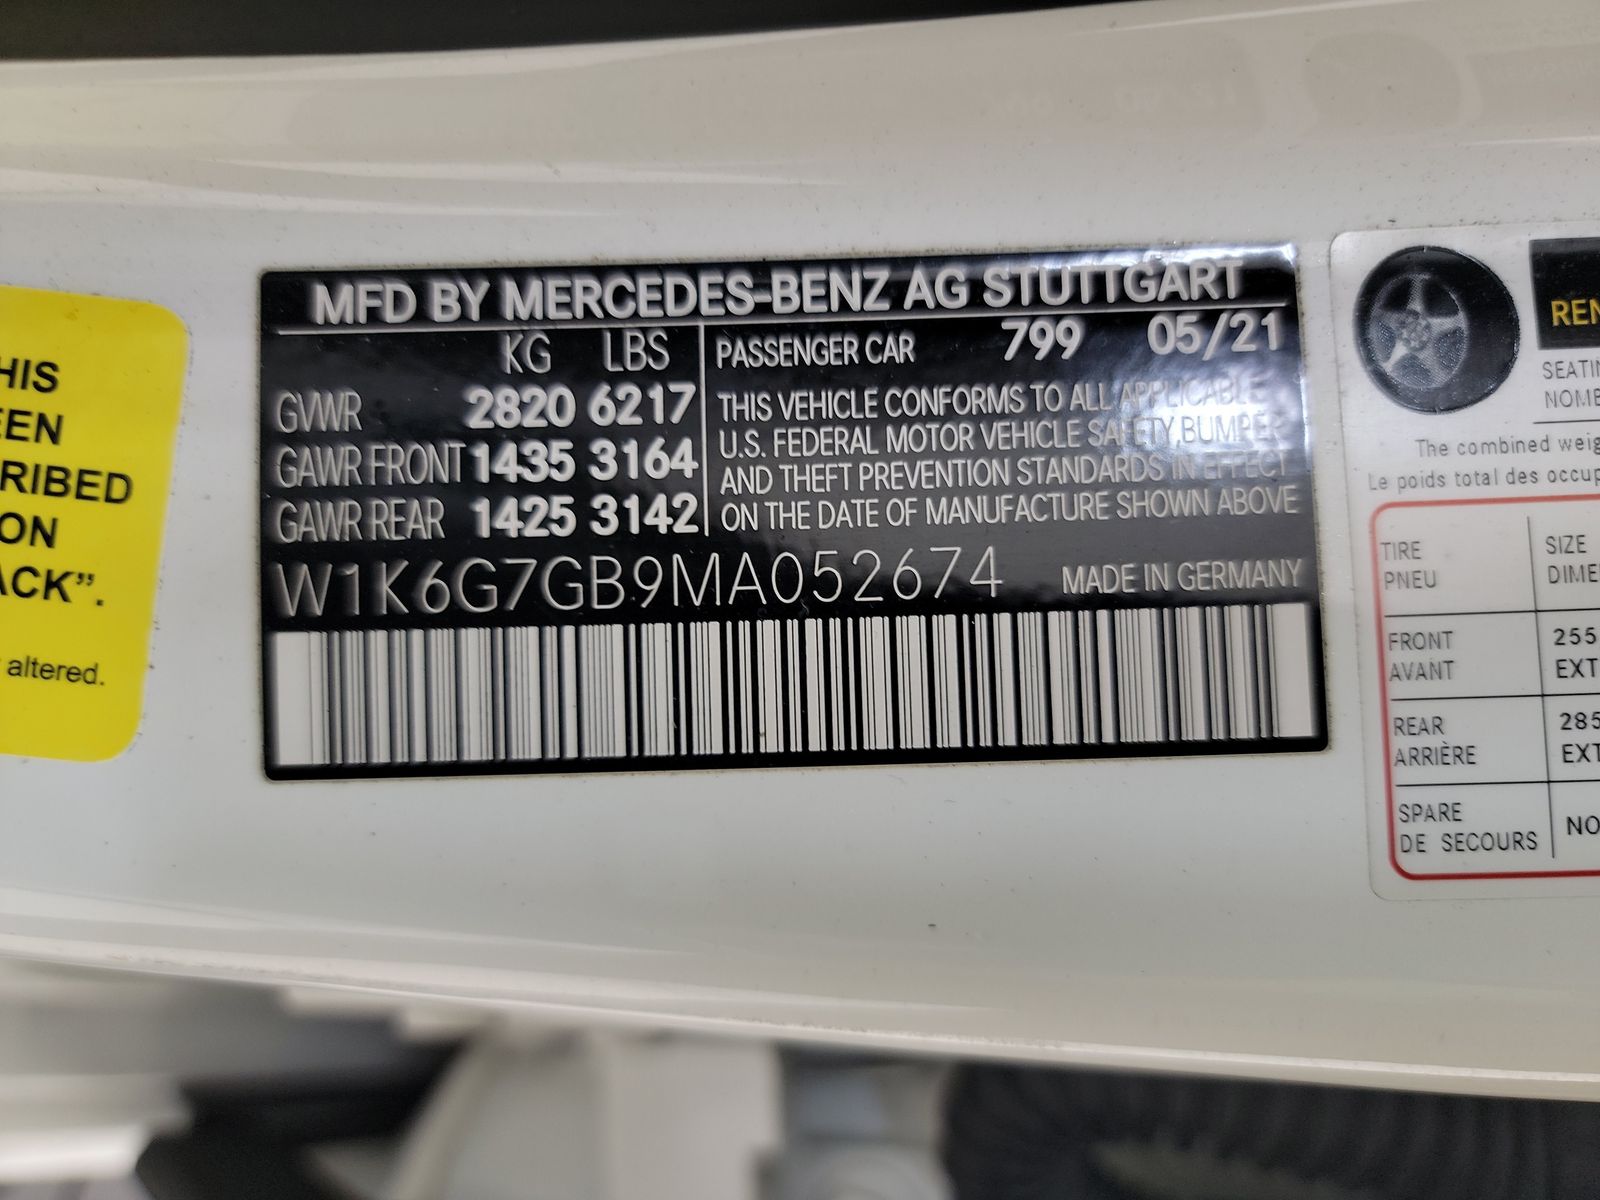 HIS
EEN
RIBED
ON
ACK”.
altered.
MFD BY MERCEDES-BENZ AG STUTTGART
KG LBS
GVWR 2820 6217
GAWR FRONT 1435 3164
GAWR REAR 1425 3142
PASSENGER CAR 799 05/21
THIS VEHICLE CONFORMS TO ALL APPLICABLE
U.S. FEDERAL MOTOR VEHICLE SAFETY, BUMPER
AND THEFT PREVENTION STANDARDS IN EFFECT
ON THE DATE OF MANUFACTURE SHOWN ABOVE
W1K6G7GB9MA052674 MADE IN GERMANY
REN
SEATIN
NOMB
The combined weig
Le poids total des occup
TIRE SIZE
PNEU DIME
FRONT 255
AVANT EXT
REAR 285
ARRIÈRE EXT
SPARE NO
DE SECOURS